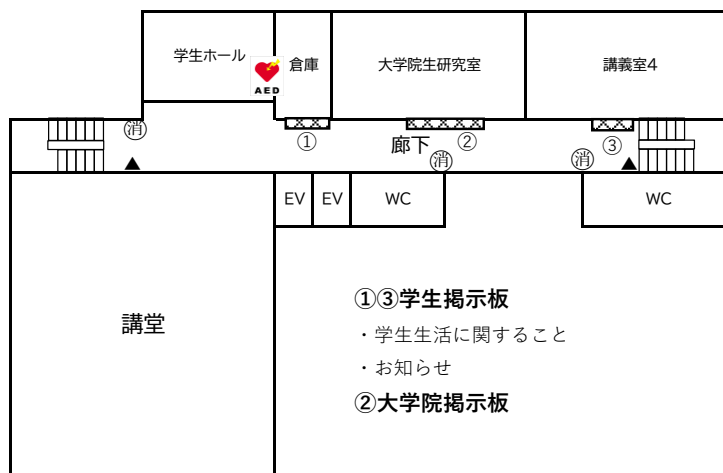 学生ホール
AED
倉庫
大学院生研究室
講義室4
消
①
廊下
②
消
消
③
EV
EV
WC
WC
講堂
①③学生掲示板
・学生生活に関すること
・お知らせ
②大学院掲示板